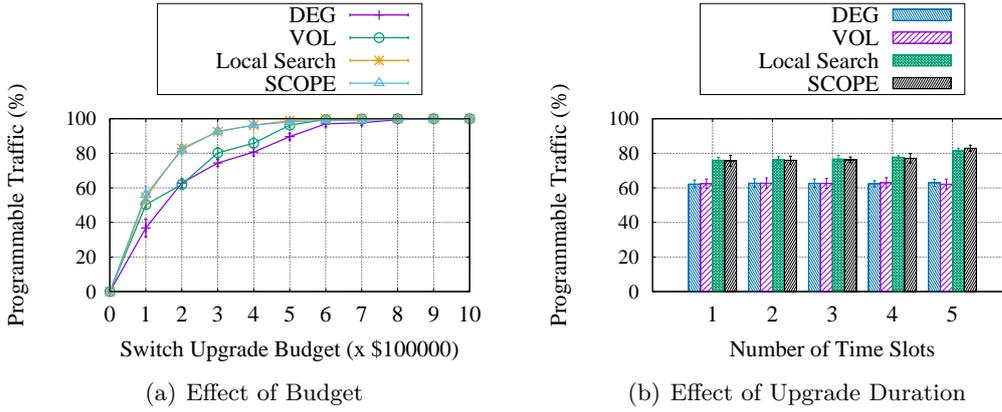 DEG
VOL
Local Search
SCOPE
Programmable Traffic (%)
100
80
60
40
20
0
0 1 2 3 4 5 6 7 8 9 10
Switch Upgrade Budget (x $100000)
(a) Effect of Budget
DEG
VOL
Local Search
SCOPE
Programmable Traffic (%)
100
80
60
40
20
0
1 2 3 4 5
Number of Time Slots
(b) Effect of Upgrade Duration